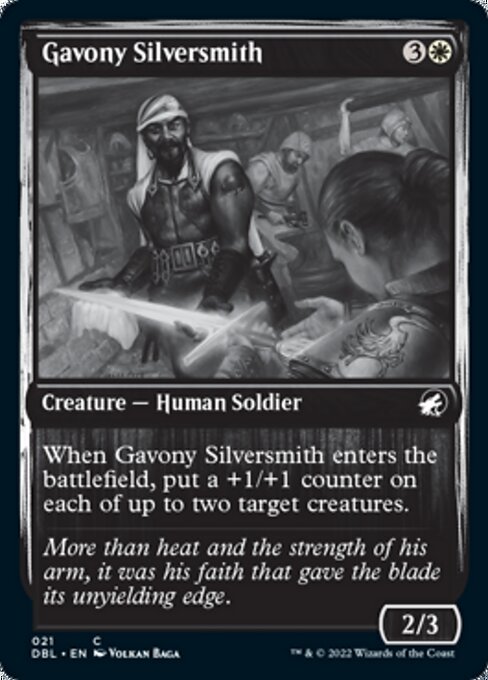 Gavony Silversmith 3
Creature — Human Soldier
When Gavony Silversmith enters the
battlefield, put a +1/+1 counter on
each of up to two target creatures.
More than heat and the strength of his
arm, it was his faith that gave the blade
its unyielding edge.
2/3
021 C
DBL • EN Volkan Baga
™ & © 2022 Wizards of the Coast